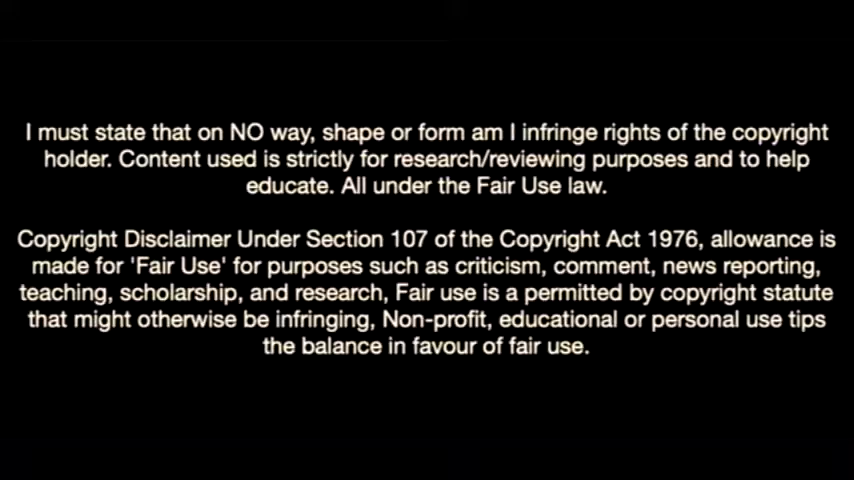 I must state that on NO way, shape or form am I infringe rights of the copyright
holder. Content used is strictly for research/reviewing purposes and to help
educate. All under the Fair Use law.
Copyright Disclaimer Under Section 107 of the Copyright Act 1976, allowance is
made for 'Fair Use' for purposes such as criticism, comment, news reporting,
teaching, scholarship, and research, Fair use is a permitted by copyright statute
that might otherwise be infringing, Non-profit, educational or personal use tips
the balance in favour of fair use.